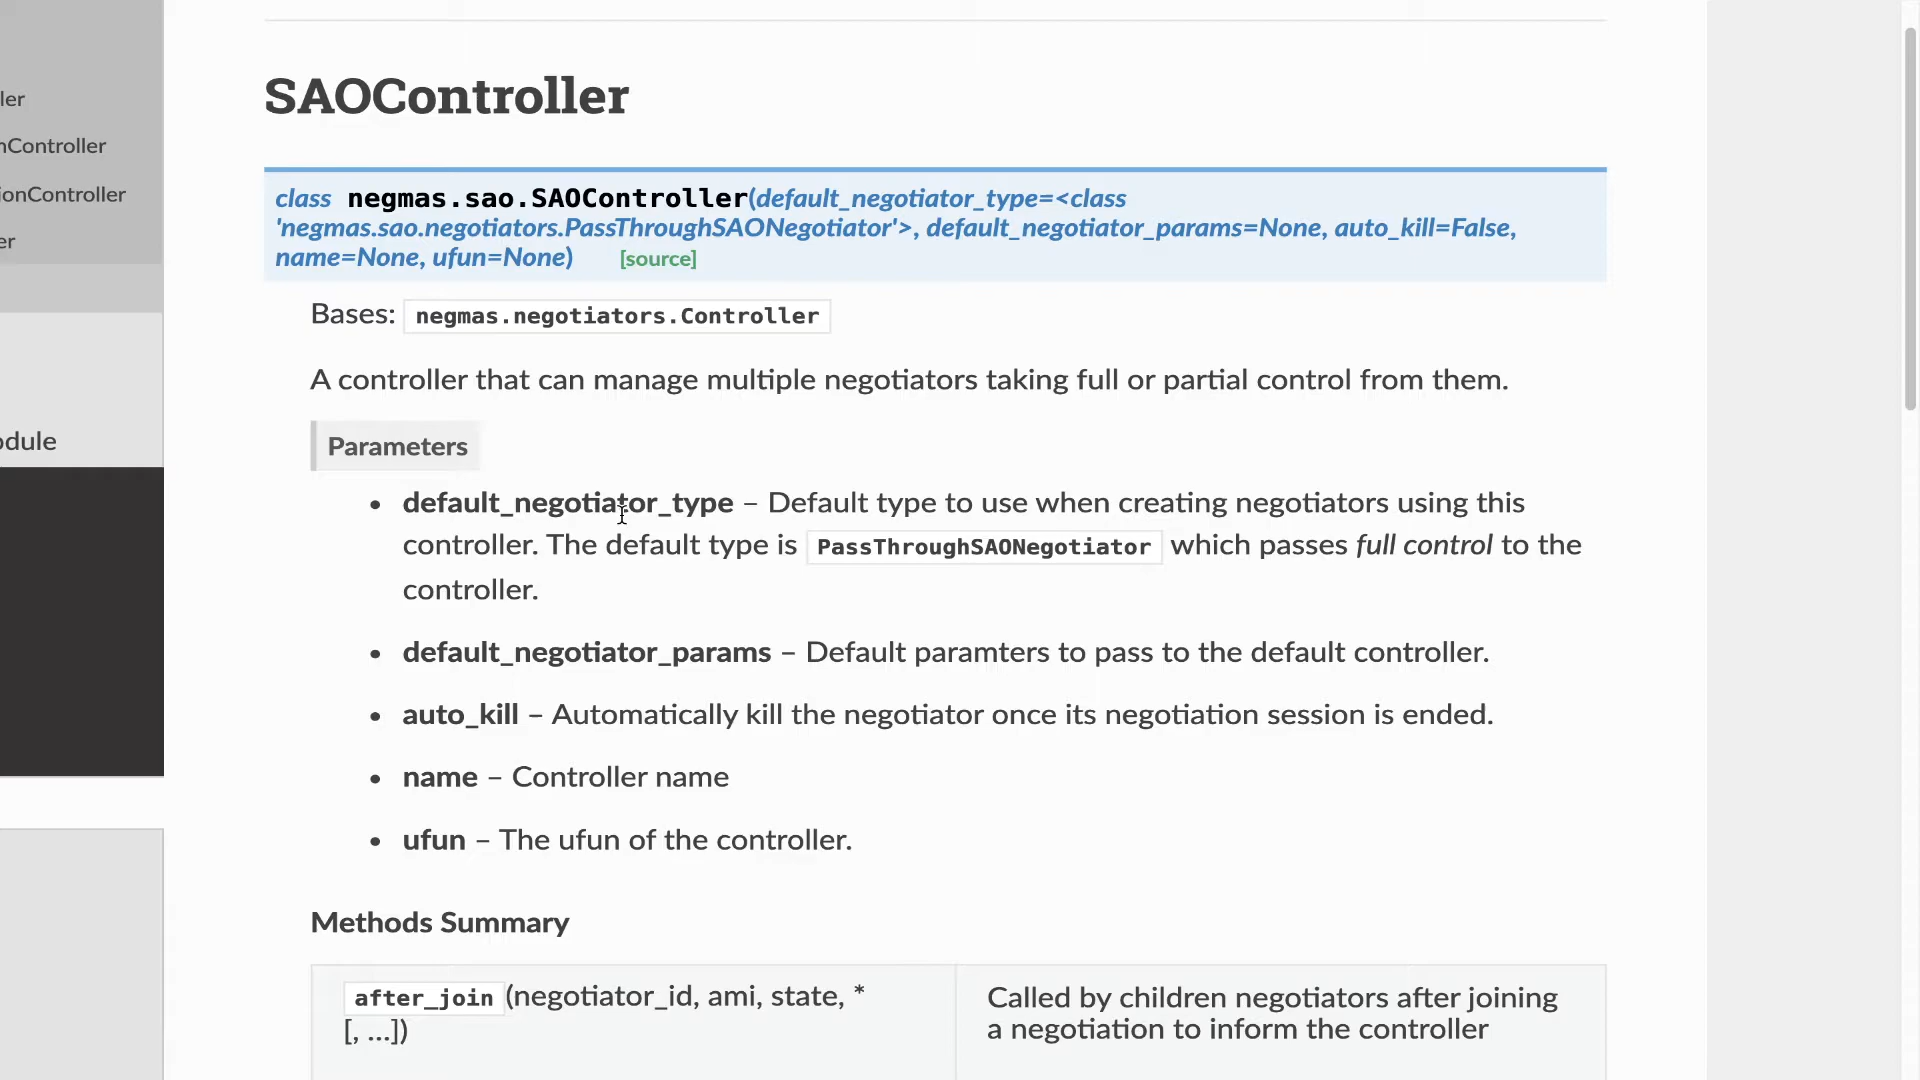 SAOController
class negmas.sao.SAOController(default_negotiator_type=<class
'negmas.sao.negotiators.PassThroughSAONegotiator'>, default_negotiator_params=None, auto_kill=False,
name=None, ufun=None) [source]
Bases: negmas.negotiators.Controller
A controller that can manage multiple negotiators taking full or partial control from them.
Parameters
• default_negotiator_type – Default type to use when creating negotiators using this
controller. The default type is PassThroughSAONegotiator which passes full control to the
controller.
• default_negotiator_params – Default paramters to pass to the default controller.
• auto_kill – Automatically kill the negotiator once its negotiation session is ended.
• name – Controller name
• ufun – The ufun of the controller.
Methods Summary
after_join(negotiator_id, ami, state, *
[, ...])
Called by children negotiators after joining
a negotiation to inform the controller
ler
nController
ionController
er
odule